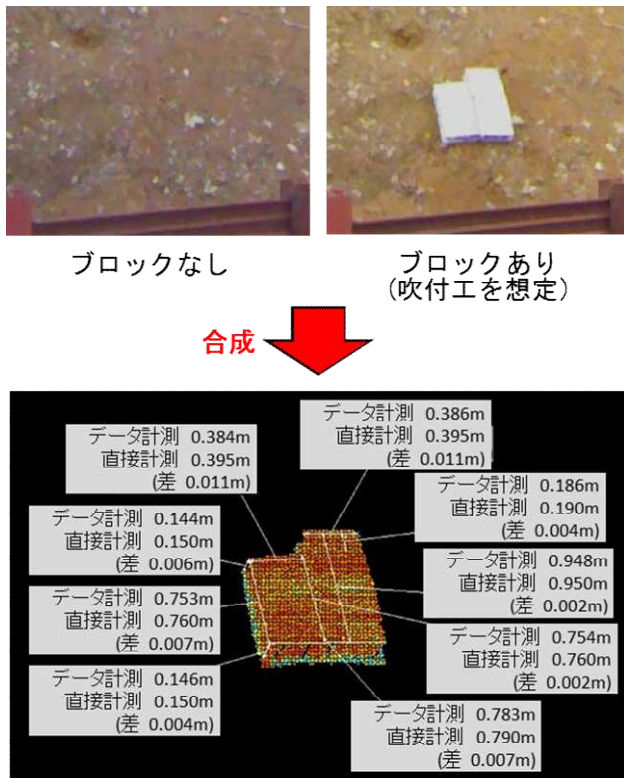 ブロックなし
ブロックあり
(吹付工を想定)
合成
データ計測 0.384m
直接計測 0.395m
(差 0.011m)
データ計測 0.386m
直接計測 0.395m
(差 0.011m)
データ計測 0.144m
直接計測 0.150m
(差 0.006m)
データ計測 0.186m
直接計測 0.190m
(差 0.004m)
データ計測 0.753m
直接計測 0.760m
(差 0.007m)
データ計測 0.948m
直接計測 0.950m
(差 0.002m)
データ計測 0.146m
直接計測 0.150m
(差 0.004m)
データ計測 0.754m
直接計測 0.760m
(差 0.002m)
データ計測 0.783m
直接計測 0.790m
(差 0.007m)